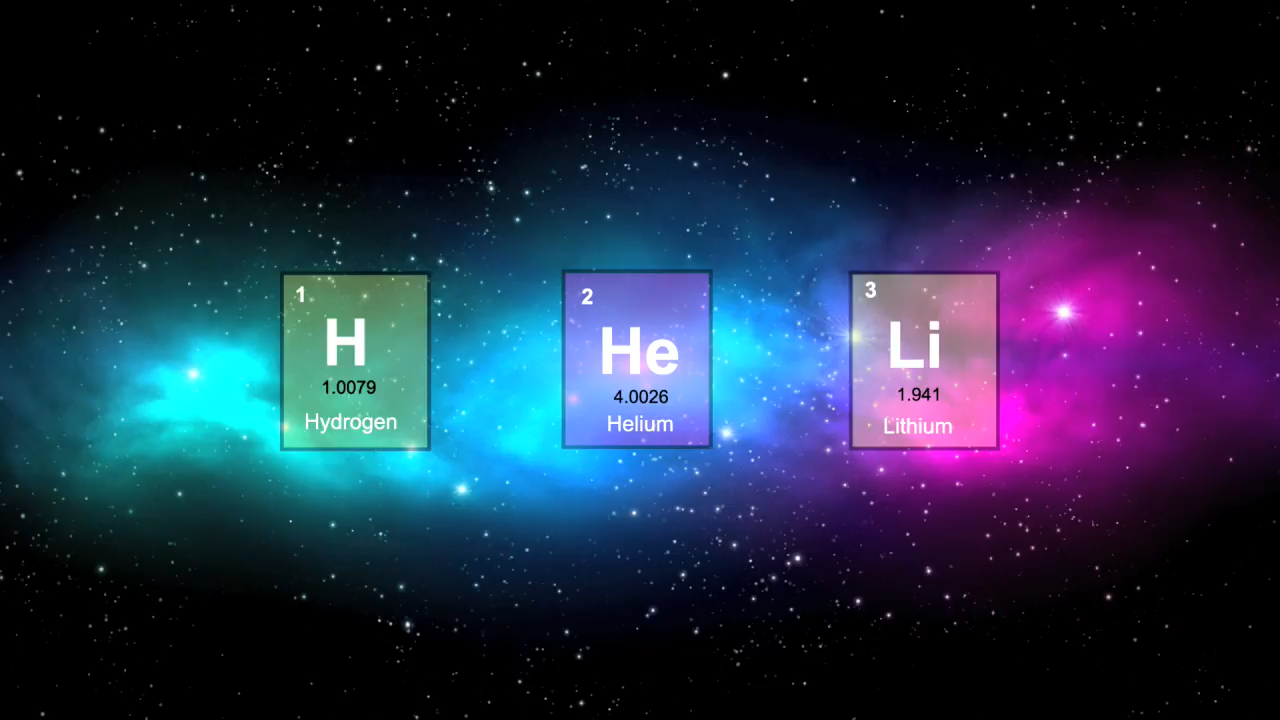 1
H
1.0079
Hydrogen
2
He
4.0026
Helium
3
Li
1.941
Lithium